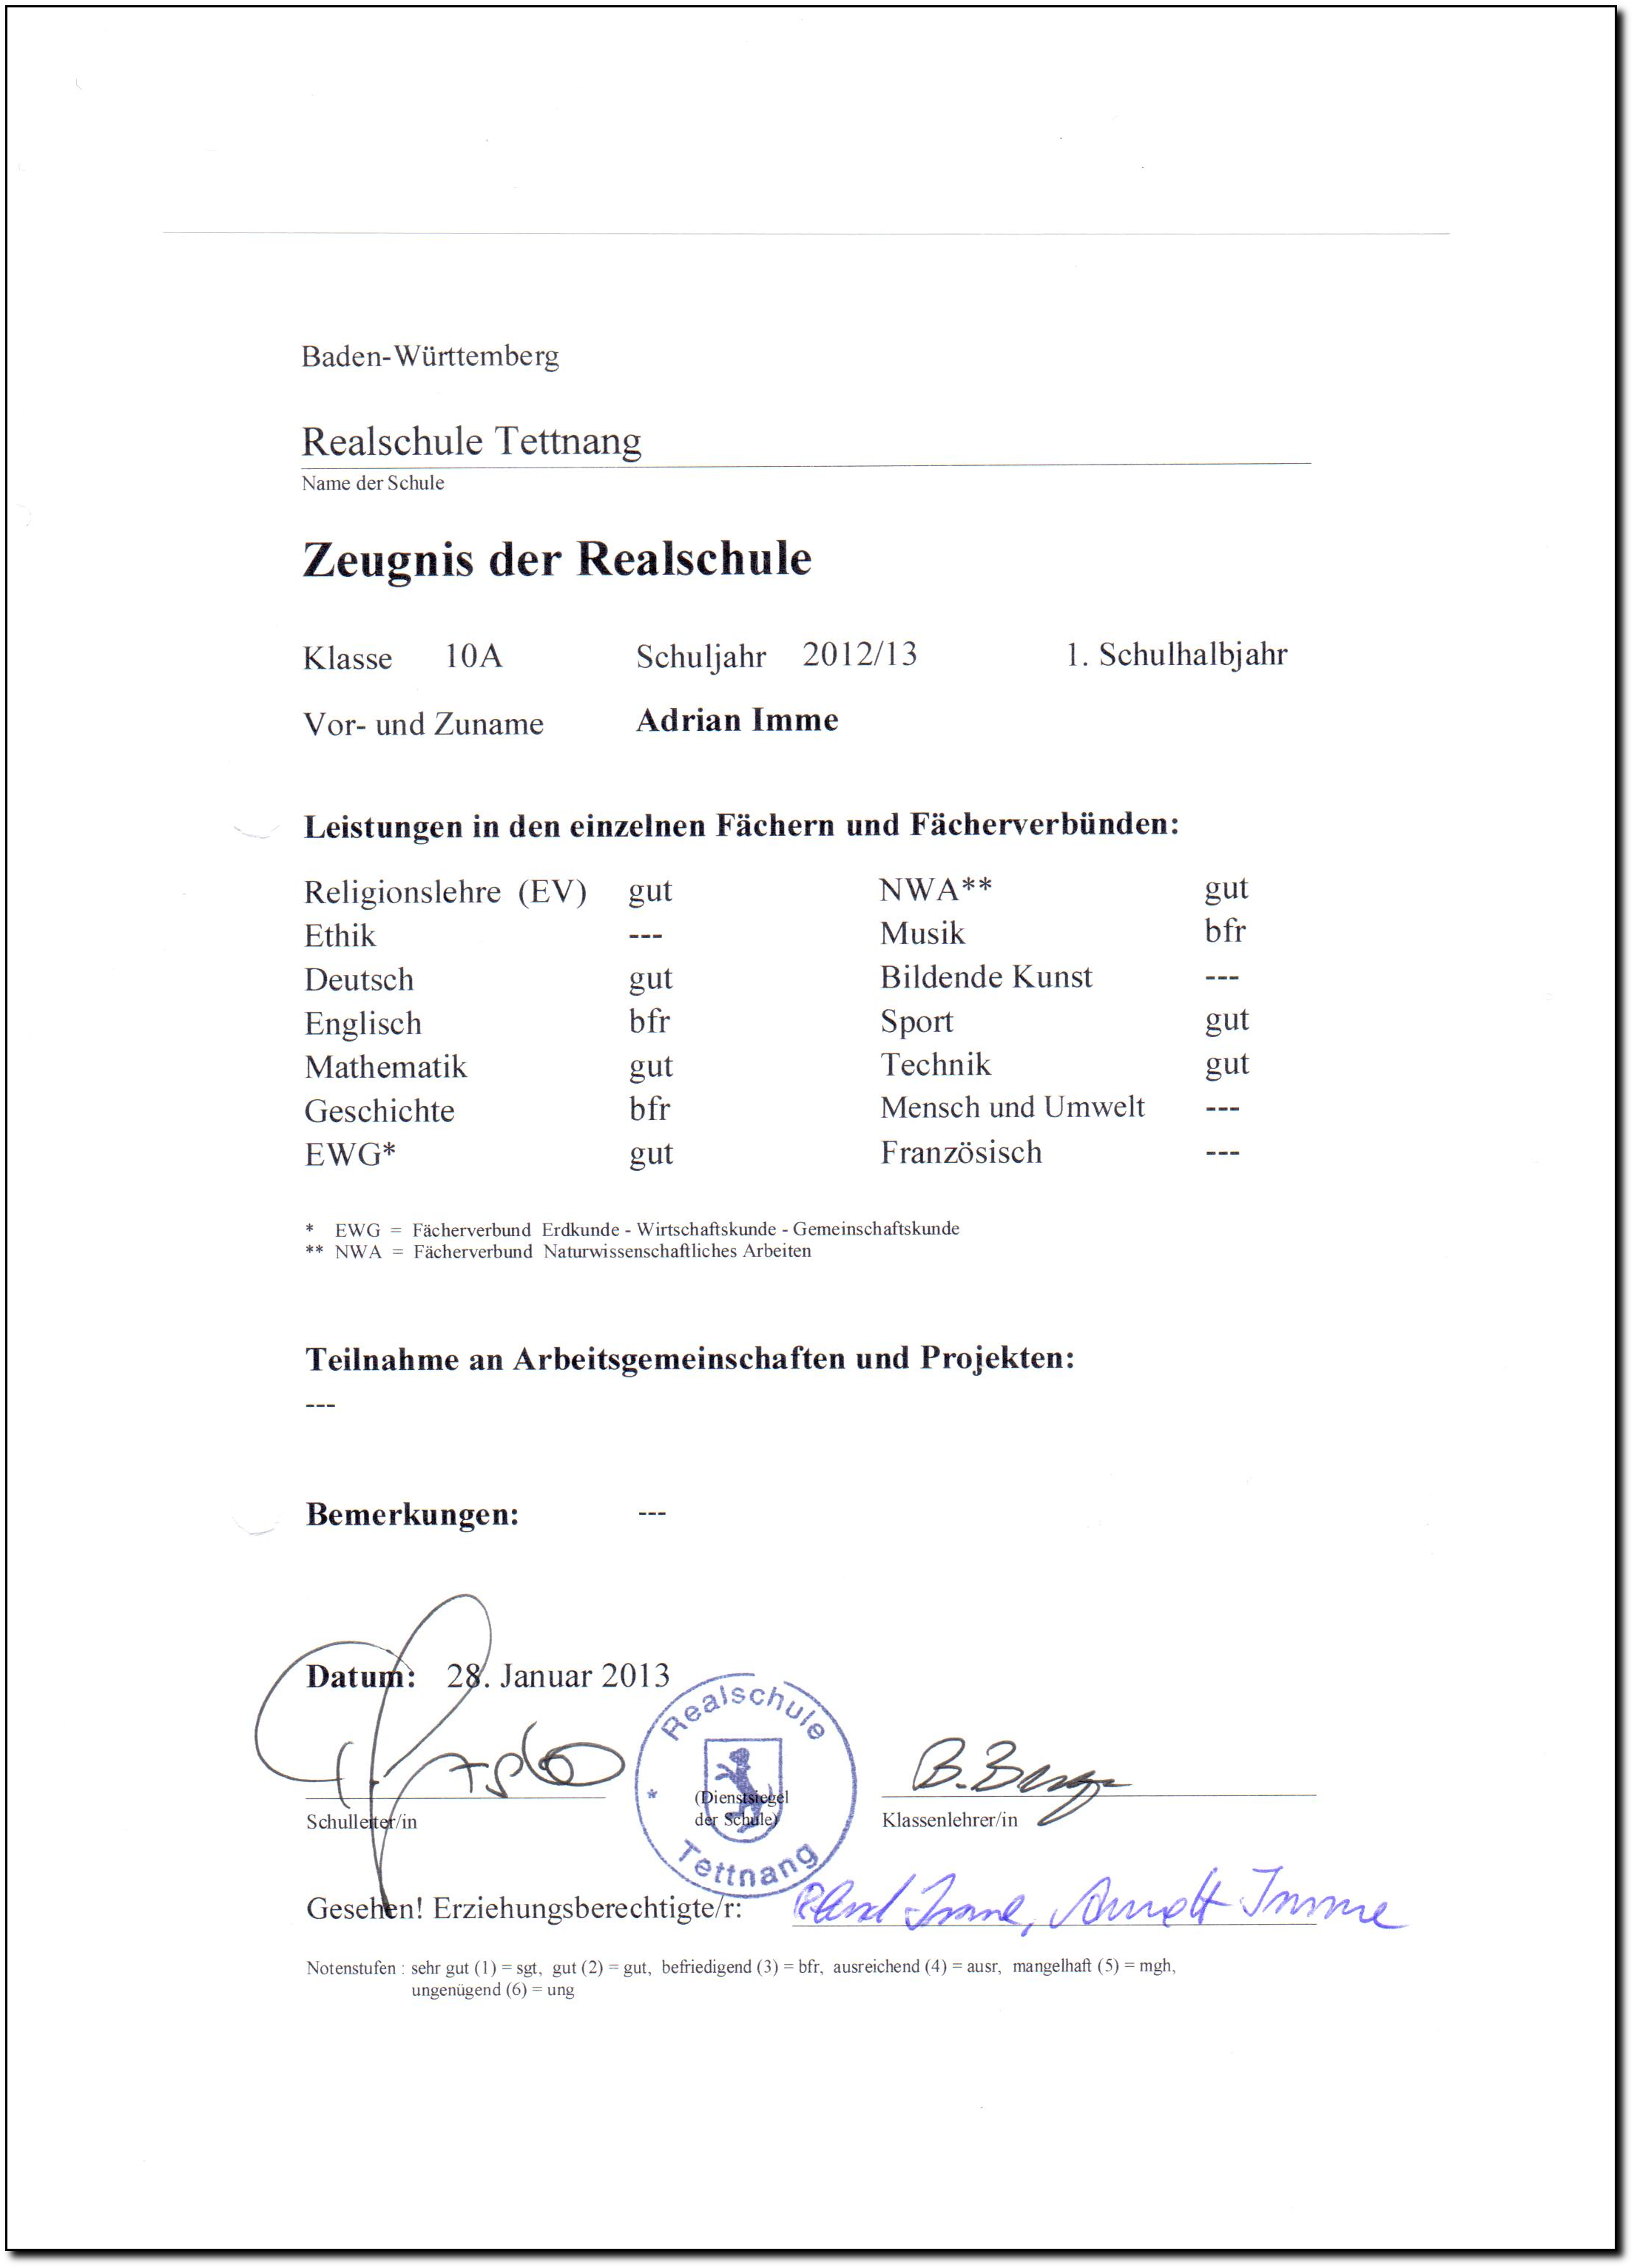 Baden-Württemberg
Realschule Tettnang
Name der Schule
Zeugnis der Realschule
Klasse 10A Schuljahr 2012/13 1. Schulhalbjahr
Vor- und Zuname Adrian Imme
Leistungen in den einzelnen Fächern und Fächerverbünden:
Religionslehre (EV) gut NWA** gut
Ethik --- Musik bfr
Deutsch gut Bildende Kunst ---
Englisch bfr Sport gut
Mathematik gut Technik gut
Geschichte bfr Mensch und Umwelt ---
EWG* gut Französisch ---
* EWG = Fächerverbund Erdkunde - Wirtschaftskunde - Gemeinschaftskunde
** NWA = Fächerverbund Naturwissenschaftliches Arbeiten
Teilnahme an Arbeitsgemeinschaften und Projekten:
---
Bemerkungen: ---
Datum: 28. Januar 2013
Realschule
Tettnang
B.
(Dienstsiegel
der Schule)
Schulleiter/in Klassenlehrer/in
Gesehen! Erziehungsberechtigte/r: Imme, Imme
Notenstufen : sehr gut (1) = sgt, gut (2) = gut, befriedigend (3) = bfr, ausreichend (4) = ausr, mangelhaft (5) = mgh,
ungenügend (6) = ung